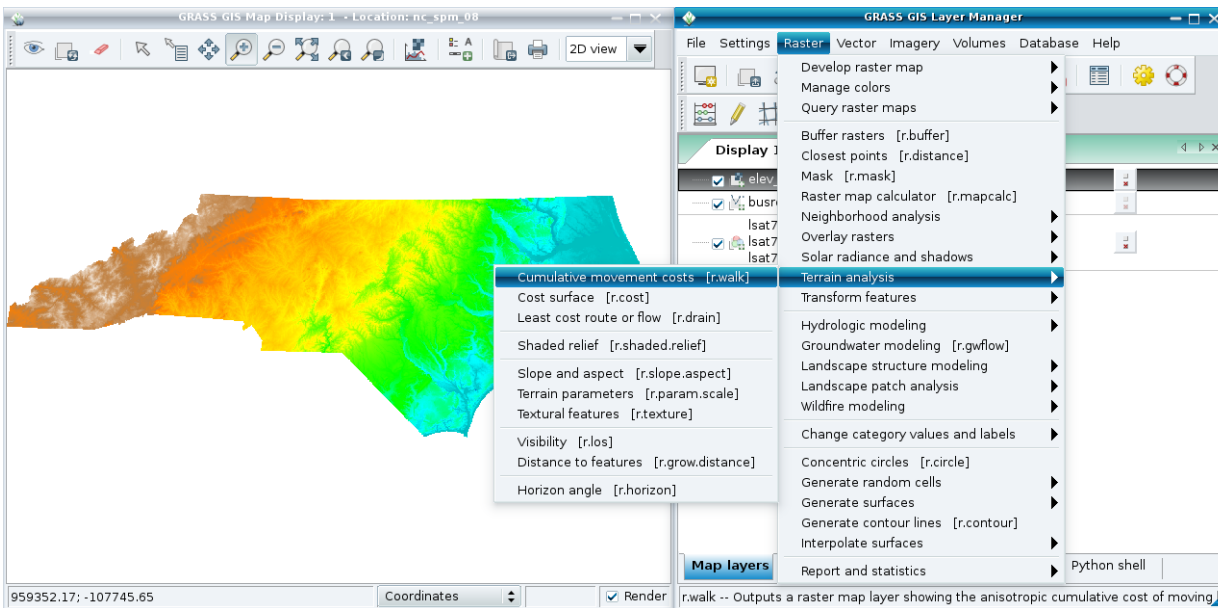 GRASS GIS Map Display: 1 - Location: nc_spm_08
2D view
959352.17; -107745.65
Coordinates
Render
GRASS GIS Layer Manager
File Settings Raster Vector Imagery Volumes Database Help
Display 1
elev_
busro
lsat7
lsat7
lsat7
Develop raster map
Manage colors
Query raster maps
Buffer rasters [r.buffer]
Closest points [r.distance]
Mask [r.mask]
Raster map calculator [r.mapcalc]
Neighborhood analysis
Overlay rasters
Solar radiance and shadows
Terrain analysis
Transform features
Hydrologic modeling
Groundwater modeling [r.gwflow]
Landscape structure modeling
Landscape patch analysis
Wildfire modeling
Change category values and labels
Concentric circles [r.circle]
Generate random cells
Generate surfaces
Generate contour lines [r.contour]
Interpolate surfaces
Report and statistics
Cumulative movement costs [r.walk]
Cost surface [r.cost]
Least cost route or flow [r.drain]
Shaded relief [r.shaded.relief]
Slope and aspect [r.slope.aspect]
Terrain parameters [r.param.scale]
Textural features [r.texture]
Visibility [r.los]
Distance to features [r.grow.distance]
Horizon angle [r.horizon]
Map layers
Python shell
r.walk -- Outputs a raster map layer showing the anisotropic cumulative cost of moving